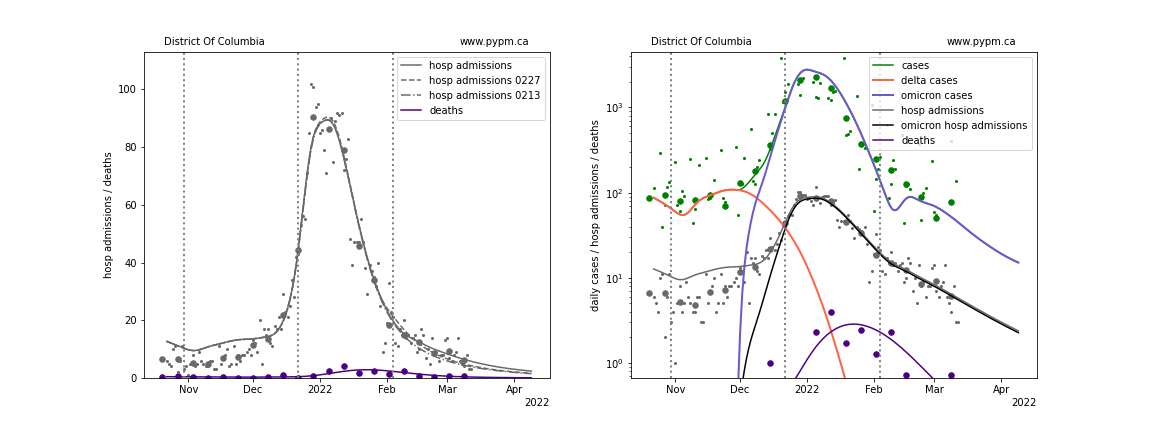 District Of Columbia www.pypm.ca
hosp admissions
hosp admissions 0227
hosp admissions 0213
deaths
hosp admissions / deaths
100
80
60
40
20
0
Nov Dec 2022 Feb Mar Apr
2022
District Of Columbia www.pypm.ca
cases
delta cases
omicron cases
hosp admissions
omicron hosp admissions
deaths
daily cases / hosp admissions / deaths
10³
10²
10¹
10⁰
Nov Dec 2022 Feb Mar Apr
2022